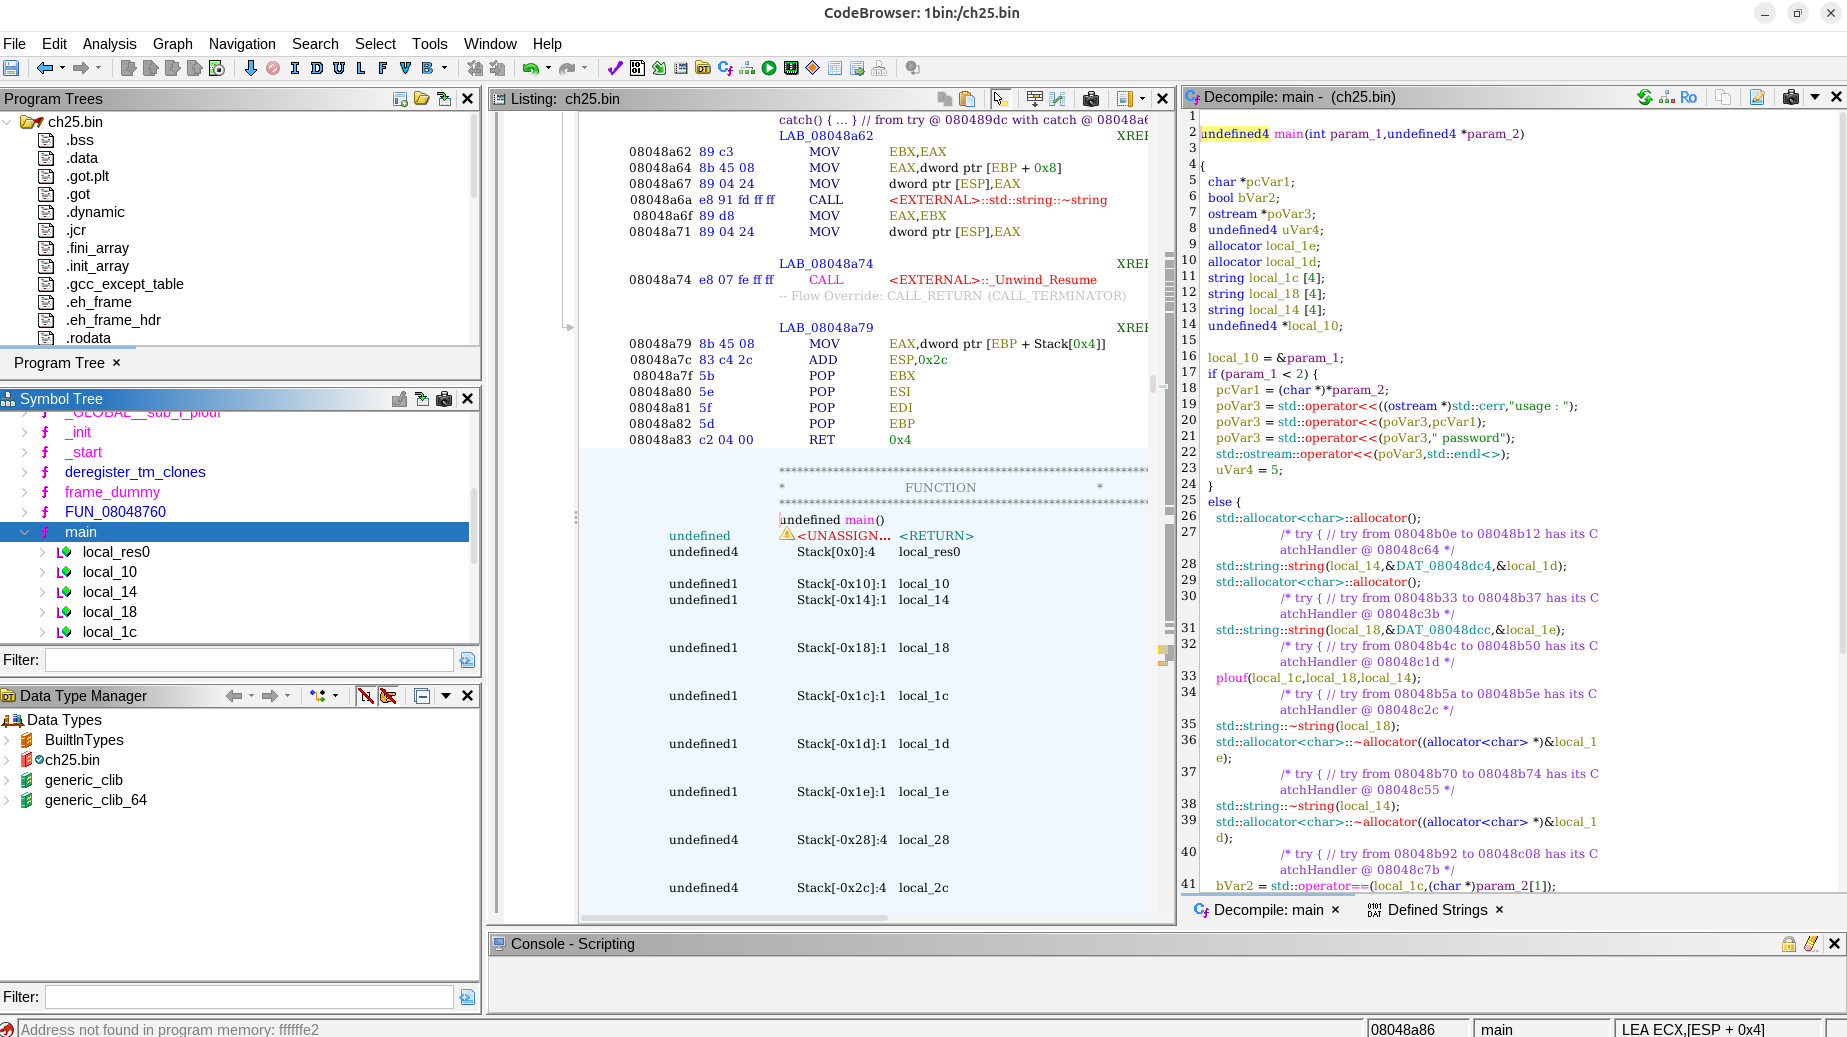 CodeBrowser: 1bin:/ch25.bin
File Edit Analysis Graph Navigation Search Select Tools Window Help
I D U L F V B
Program Trees
ch25.bin
.bss
.data
.got.plt
.got
.dynamic
.jcr
.fini_array
.init_array
.gcc_except_table
.eh_frame
.eh_frame_hdr
.rodata
Program Tree ×
Symbol Tree
_GLOBAL__sub_I_plouf
_init
_start
deregister_tm_clones
frame_dummy
FUN_08048760
main
local_res0
local_10
local_14
local_18
local_1c
Filter:
Data Type Manager
Data Types
BuiltInTypes
ch25.bin
generic_clib
generic_clib_64
Filter:
Listing: ch25.bin
catch() { ... } // from try @ 080489dc with catch @ 08048a6
LAB_08048a62 XREF
08048a62 89 c3 MOV EBX,EAX
08048a64 8b 45 08 MOV EAX,dword ptr [EBP + 0x8]
08048a67 89 04 24 MOV dword ptr [ESP],EAX
08048a6a e8 91 fd ff ff CALL <EXTERNAL>::std::string::~string
08048a6f 89 d8 MOV EAX,EBX
08048a71 89 04 24 MOV dword ptr [ESP],EAX
LAB_08048a74 XREF
08048a74 e8 07 fe ff ff CALL <EXTERNAL>::_Unwind_Resume
-- Flow Override: CALL_RETURN (CALL_TERMINATOR)
LAB_08048a79 XREF
08048a79 8b 45 08 MOV EAX,dword ptr [EBP + Stack[0x4]]
08048a7c 83 c4 2c ADD ESP,0x2c
08048a7f 5b POP EBX
08048a80 5e POP ESI
08048a81 5f POP EDI
08048a82 5d POP EBP
08048a83 c2 04 00 RET 0x4
* FUNCTION *
undefined main()
undefined <UNASSIGN... <RETURN>
undefined4 Stack[0x0]:4 local_res0
undefined1 Stack[-0x10]:1 local_10
undefined1 Stack[-0x14]:1 local_14
undefined1 Stack[-0x18]:1 local_18
undefined1 Stack[-0x1c]:1 local_1c
undefined1 Stack[-0x1d]:1 local_1d
undefined1 Stack[-0x1e]:1 local_1e
undefined4 Stack[-0x28]:4 local_28
undefined4 Stack[-0x2c]:4 local_2c
Decompile: main - (ch25.bin)
1
2 undefined4 main(int param_1,undefined4 *param_2)
3
4 {
5 char *pcVar1;
6 bool bVar2;
7 ostream *poVar3;
8 undefined4 uVar4;
9 allocator local_1e;
10 allocator local_1d;
11 string local_1c [4];
12 string local_18 [4];
13 string local_14 [4];
14 undefined4 *local_10;
15
16 local_10 = &param_1;
17 if (param_1 < 2) {
18 pcVar1 = (char *)*param_2;
19 poVar3 = std::operator<<((ostream *)std::cerr,"usage : ");
20 poVar3 = std::operator<<(poVar3,pcVar1);
21 poVar3 = std::operator<<(poVar3," password");
22 std::ostream::operator<<(poVar3,std::endl<>);
23 uVar4 = 5;
24 }
25 else {
26 std::allocator<char>::allocator();
27 /* try { // try from 08048b0e to 08048b12 has its C
atchHandler @ 08048c64 */
28 std::string::string(local_14,&DAT_08048dc4,&local_1d);
29 std::allocator<char>::allocator();
30 /* try { // try from 08048b33 to 08048b37 has its C
atchHandler @ 08048c3b */
31 std::string::string(local_18,&DAT_08048dcc,&local_1e);
32 /* try { // try from 08048b4c to 08048b50 has its C
atchHandler @ 08048c1d */
33 plouf(local_1c,local_18,local_14);
34 /* try { // try from 08048b5a to 08048b5e has its C
atchHandler @ 08048c2c */
35 std::string::~string(local_18);
36 std::allocator<char>::~allocator((allocator<char> *)&local_1
e);
37 /* try { // try from 08048b70 to 08048b74 has its C
atchHandler @ 08048c55 */
38 std::string::~string(local_14);
39 std::allocator<char>::~allocator((allocator<char> *)&local_1
d);
40 /* try { // try from 08048b92 to 08048c08 has its C
atchHandler @ 08048c7b */
41 bVar2 = std::operator==(local_1c,(char *)param_2[1]);
Decompile: main × Defined Strings ×
Console - Scripting
Address not found in program memory: ffffffe2
08048a86 main LEA ECX,[ESP + 0x4]